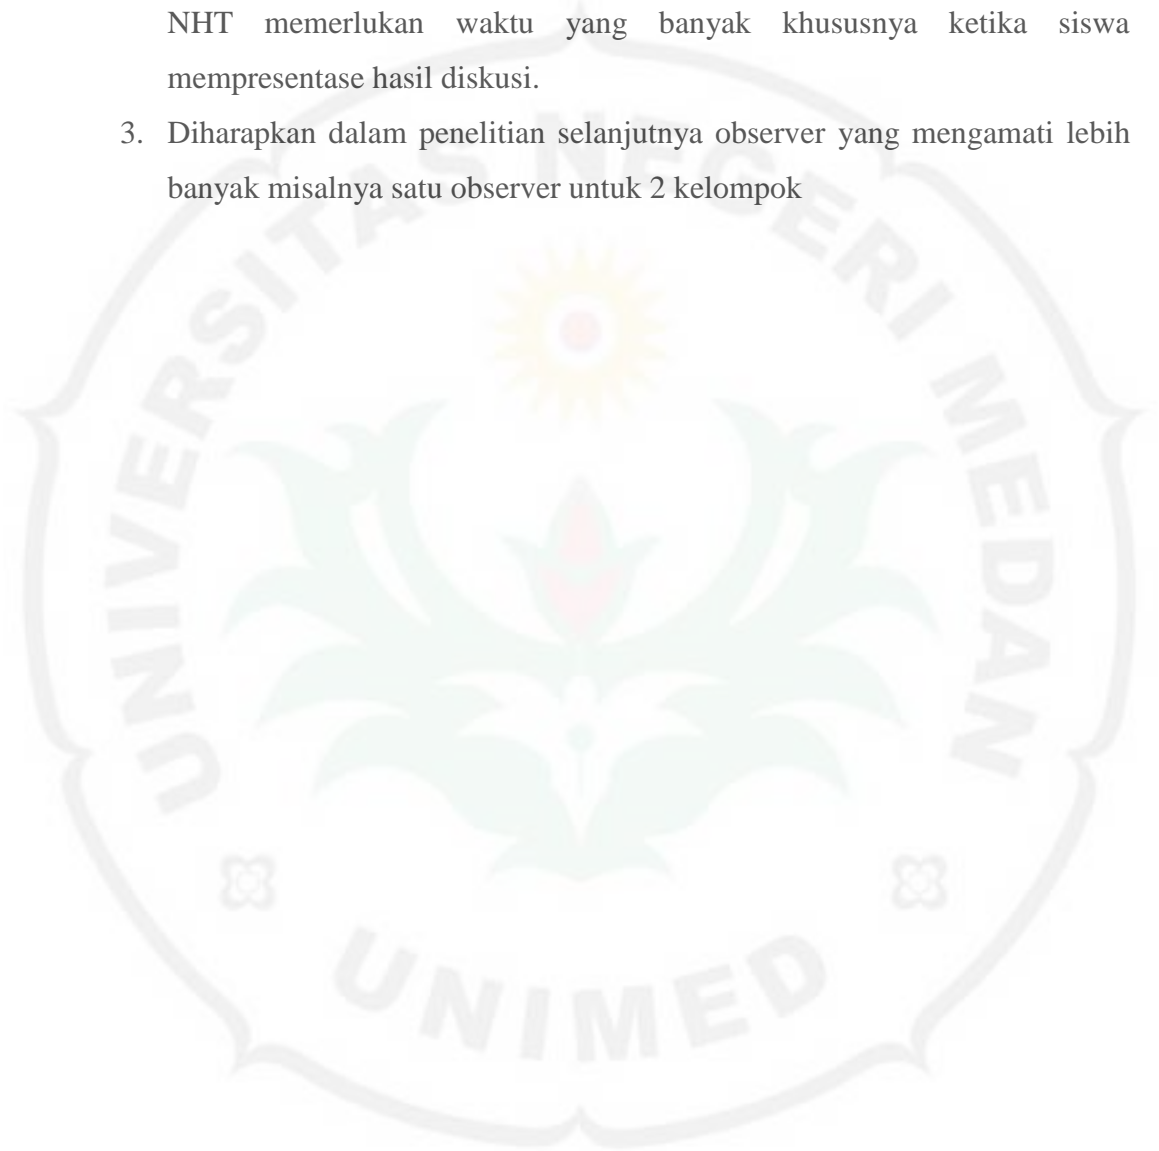 NHT memerlukan waktu yang banyak khususnya ketika siswa
mempresentase hasil diskusi.
3. Diharapkan dalam penelitian selanjutnya observer yang mengamati lebih
banyak misalnya satu observer untuk 2 kelompok
UNIVERSITAS NEGERI MEDAN
UNIMED